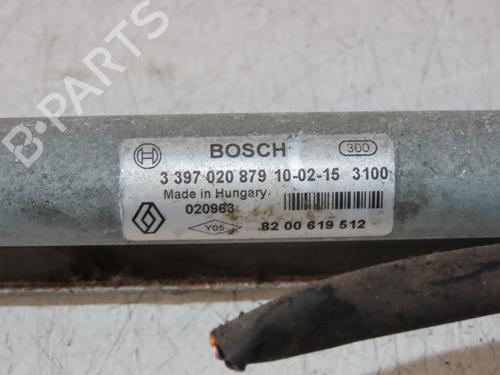 B-PARTS
BOSCH 300
3 397 020 879 10-02-15 3100
Made in Hungary
020963
Y05 82 00 619 512